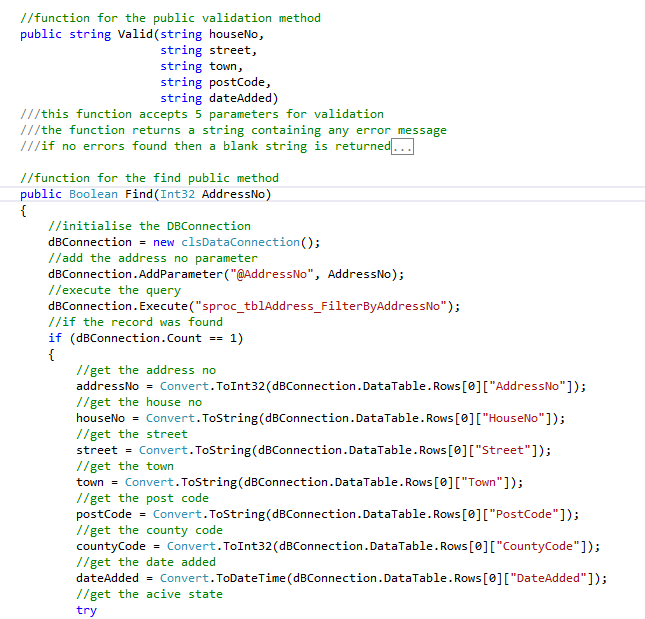 //function for the public validation method
public string Valid(string houseNo,
string street,
string town,
string postCode,
string dateAdded)
///this function accepts 5 parameters for validation
///the function returns a string containing any error message
///if no errors found then a blank string is returned...
//function for the find public method
public Boolean Find(Int32 AddressNo)
{
//initialise the DBConnection
dBConnection = new clsDataConnection();
//add the address no parameter
dBConnection.AddParameter("@AddressNo", AddressNo);
//execute the query
dBConnection.Execute("sproc_tblAddress_FilterByAddressNo");
//if the record was found
if (dBConnection.Count == 1)
{
//get the address no
addressNo = Convert.ToInt32(dBConnection.DataTable.Rows[0]["AddressNo"]);
//get the house no
houseNo = Convert.ToString(dBConnection.DataTable.Rows[0]["HouseNo"]);
//get the street
street = Convert.ToString(dBConnection.DataTable.Rows[0]["Street"]);
//get the town
town = Convert.ToString(dBConnection.DataTable.Rows[0]["Town"]);
//get the post code
postCode = Convert.ToString(dBConnection.DataTable.Rows[0]["PostCode"]);
//get the county code
countyCode = Convert.ToInt32(dBConnection.DataTable.Rows[0]["CountyCode"]);
//get the date added
dateAdded = Convert.ToDateTime(dBConnection.DataTable.Rows[0]["DateAdded"]);
//get the acive state
try